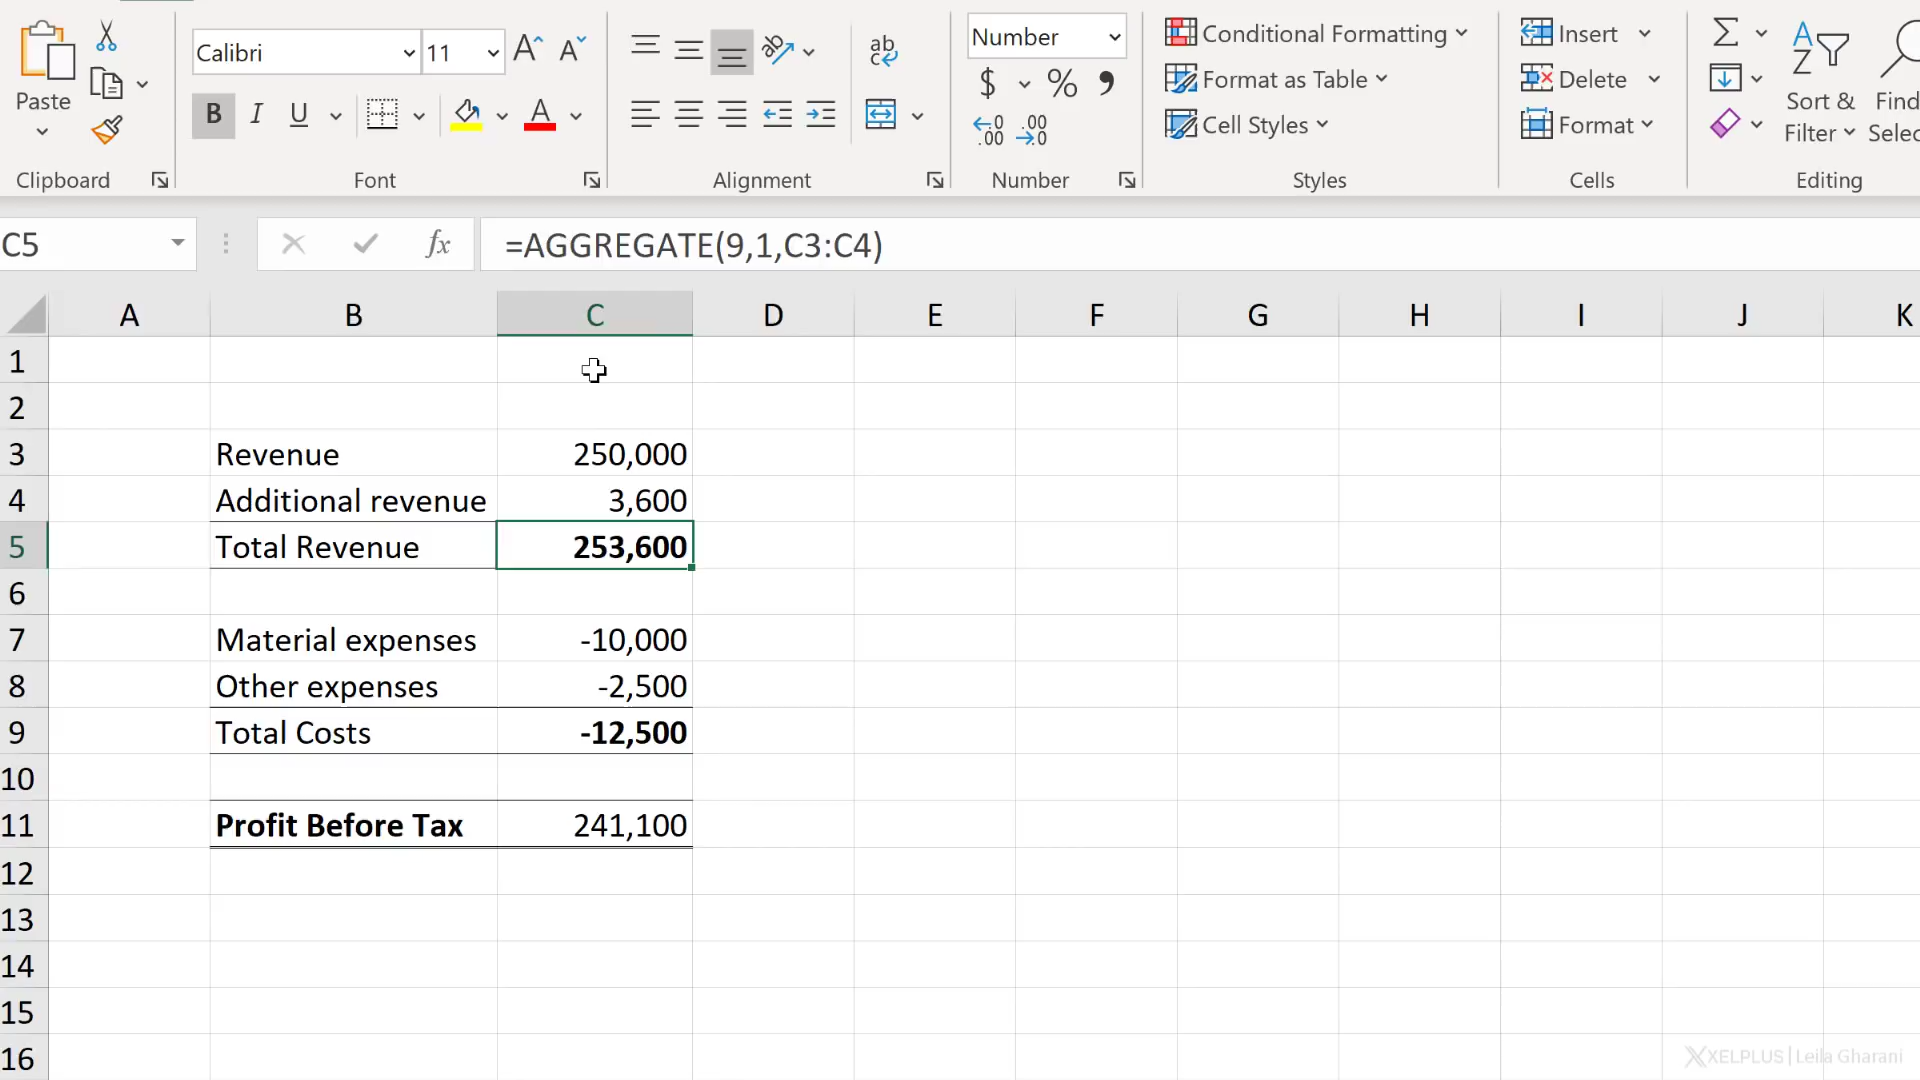 Calibri 11 Number Conditional Formatting Insert
Paste $ % Format as Table Delete Sort & Find
B I U A Cell Styles Format Filter Selec
Clipboard Font Alignment Number Styles Cells Editing
C5 fx =AGGREGATE(9,1,C3:C4)
A B C D E F G H I J K
1
2
3 Revenue 250,000
4 Additional revenue 3,600
5 Total Revenue 253,600
6
7 Material expenses -10,000
8 Other expenses -2,500
9 Total Costs -12,500
10
11 Profit Before Tax 241,100
12
13
14
15
16 XELPLUS | Leila Gharani